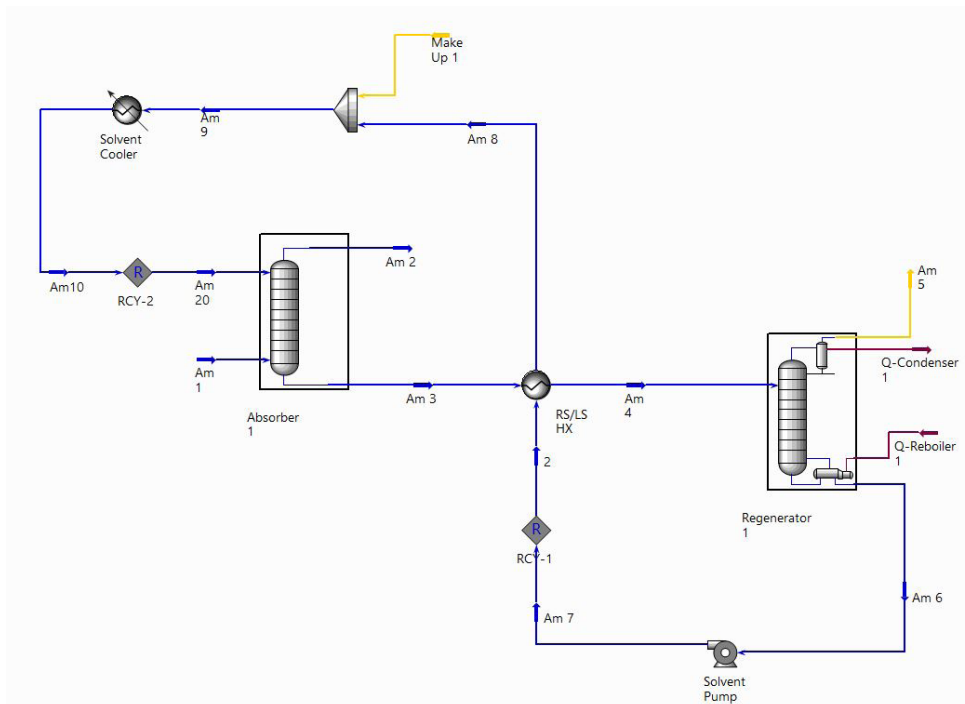 Make
Up 1
Am
9
Solvent
Cooler
Am 8
Am10
RCY-2
Am
20
Am 2
Am
1
Absorber
1
Am 3
RS/LS
HX
Am
4
Am
5
Q-Condenser
1
Q-Reboiler
1
Regenerator
1
2
R
R
RCY-1
Am 7
Am 6
Solvent
Pump